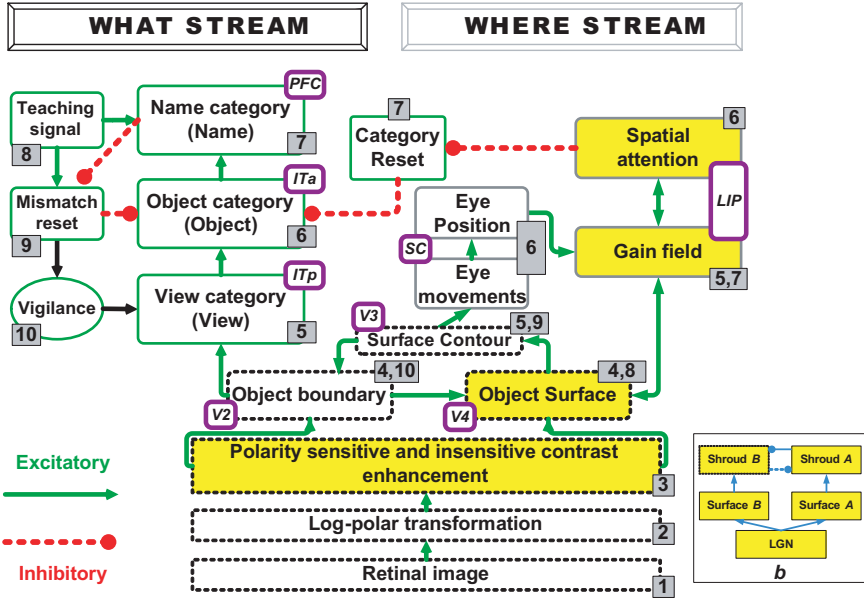 WHAT STREAM
WHERE STREAM
Teaching
signal
8
PFC
Name category
(Name)
7
7
Category
Reset
6
Spatial
attention
Mismatch
reset
9
ITa
Object category
(Object)
6
Eye
Position
SC
6
Eye
movements
LIP
Gain field
5,7
Vigilance
10
ITp
View category
(View)
5
V3
5,9
Surface Contour
4,10
Object boundary
V2
4,8
Object Surface
V4
Polarity sensitive and insensitive contrast
enhancement
3
Log-polar transformation
2
Retinal image
1
Excitatory
Inhibitory
Shroud B
Shroud A
Surface B
Surface A
LGN
b